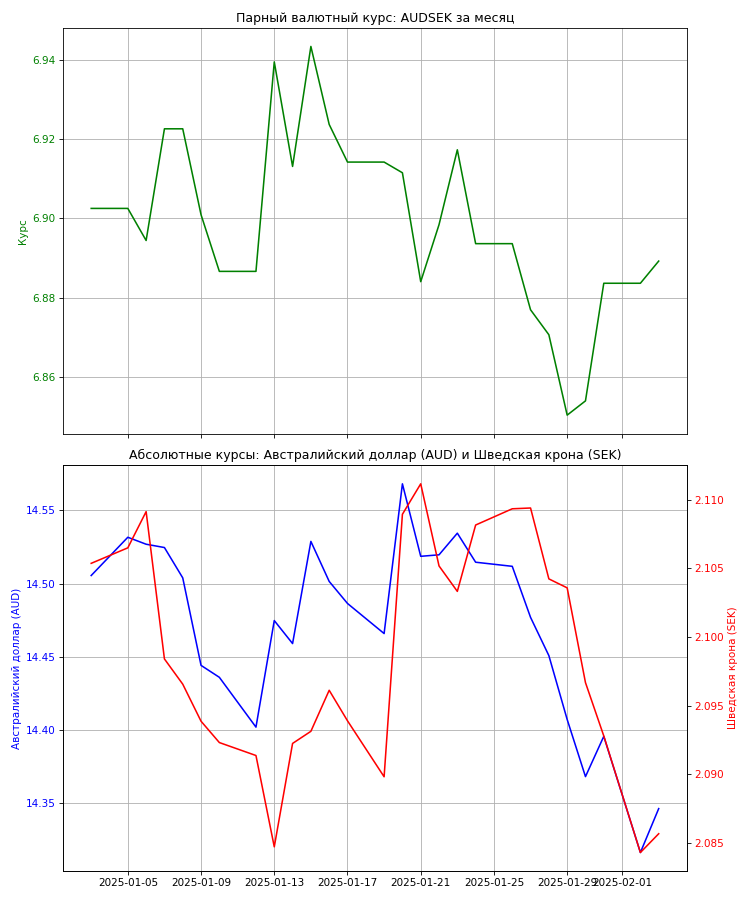 Парный валютный курс: AUDSEK за месяц
6.94
6.92
6.90
6.88
6.86
Курс
Абсолютные курсы: Австралийский доллар (AUD) и Шведская крона (SEK)
14.55
14.50
14.45
14.40
14.35
Австралийский доллар (AUD)
2.110
2.105
2.100
2.095
2.090
2.085
Шведская крона (SEK)
2025-01-05 2025-01-09 2025-01-13 2025-01-17 2025-01-21 2025-01-25 2025-01-29 2025-02-01